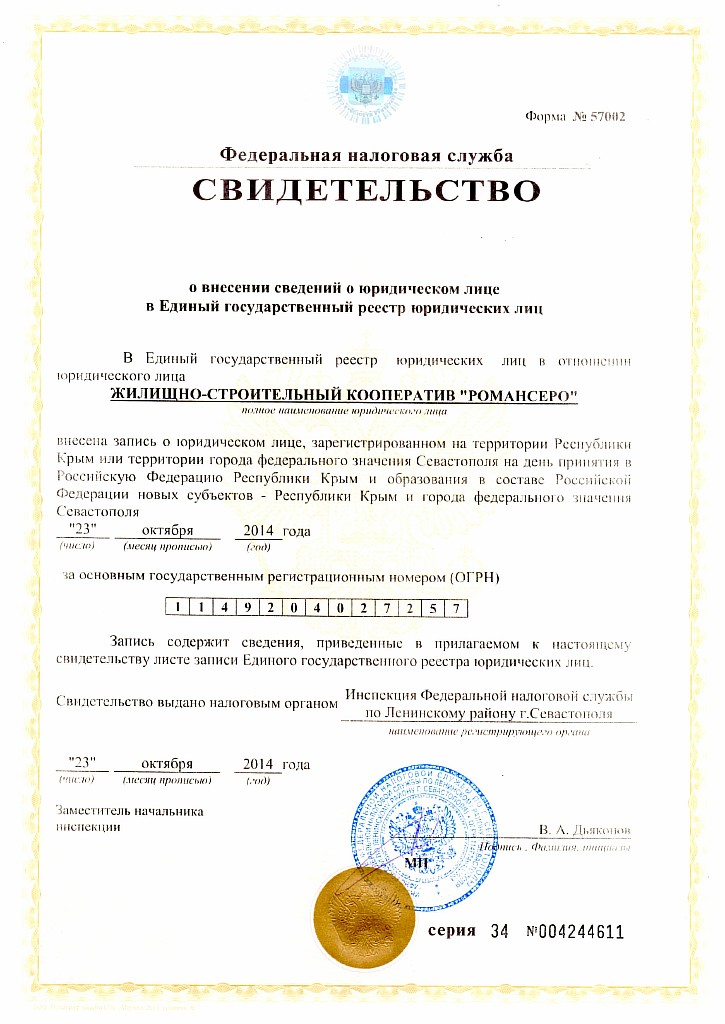 Форма № 57002
Федеральная налоговая служба
СВИДЕТЕЛЬСТВО
о внесении сведений о юридическом лице
в Единый государственный реестр юридических лиц
В Единый государственный реестр юридических лиц в отношении
юридического лица
ЖИЛИЩНО-СТРОИТЕЛЬНЫЙ КООПЕРАТИВ "РОМАНСЕРО"
полное наименование юридического лица
внесена запись о юридическом лице, зарегистрированном на территории Республики
Крым или территории города федерального значения Севастополя на день принятия в
Российскую Федерацию Республики Крым и образования в составе Российской
Федерации новых субъектов - Республики Крым и города федерального значения
Севастополя
"23" октября 2014 года
(число) (месяц прописью) (год)
за основным государственным регистрационным номером (ОГРН)
1 1 4 9 2 0 4 0 2 7 2 5 7
Запись содержит сведения, приведенные в прилагаемом к настоящему
свидетельству листе записи Единого государственного реестра юридических лиц.
Свидетельство выдано налоговым органом Инспекция Федеральной налоговой службы
по Ленинскому району г.Севастополя
наименование регистрирующего органа
"23" октября 2014 года
(число) (месяц прописью) (год)
Заместитель начальника
инспекции
В. А. Дьяконов
Подпись , Фамилия, инициалы
МП
серия 34 №004244611